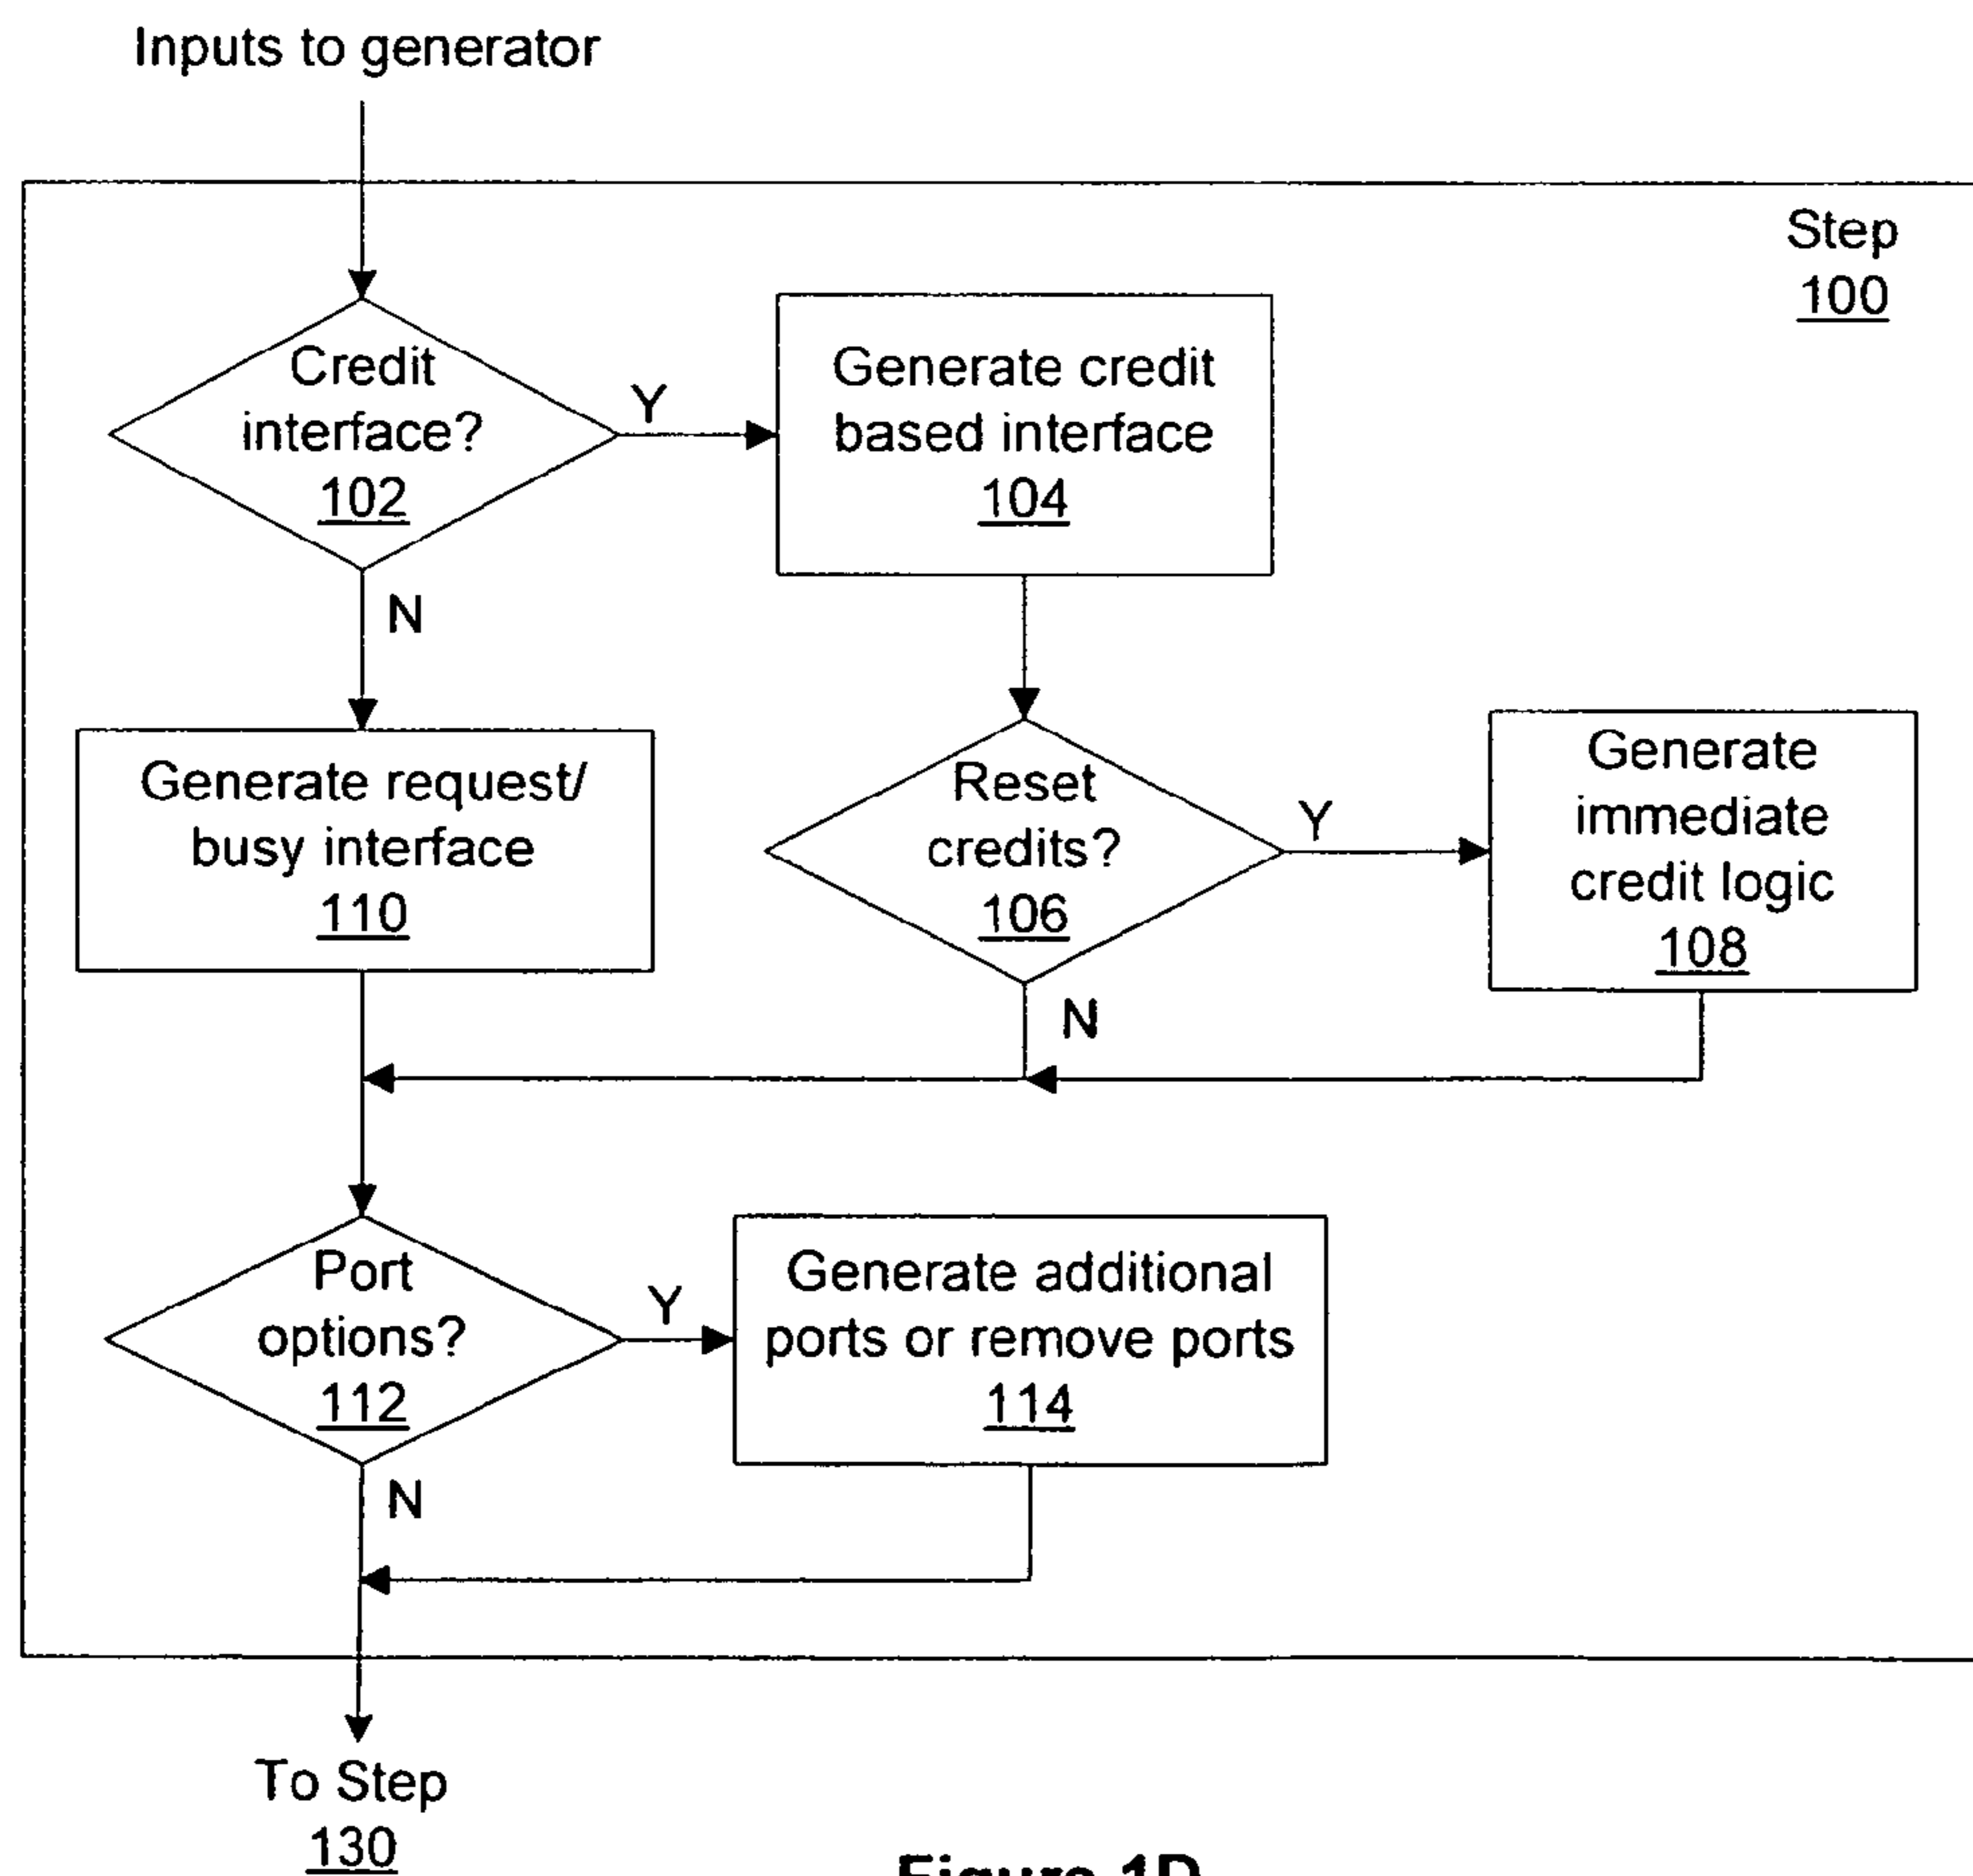 Inputs to generator
Step
100
Credit
interface?
102
Y
Generate credit
based interface
104
N
Generate request/
busy interface
110
Reset
credits?
106
Y
Generate
immediate
credit logic
108
N
Port
options?
112
Y
Generate additional
ports or remove ports
114
N
To Step
130